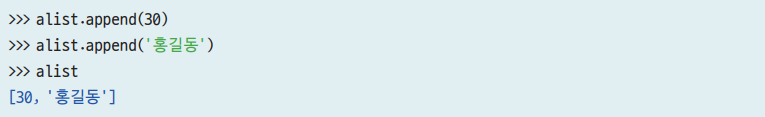 >>> alist.append(30)
>>> alist.append('홍길동')
>>> alist
[30, '홍길동']